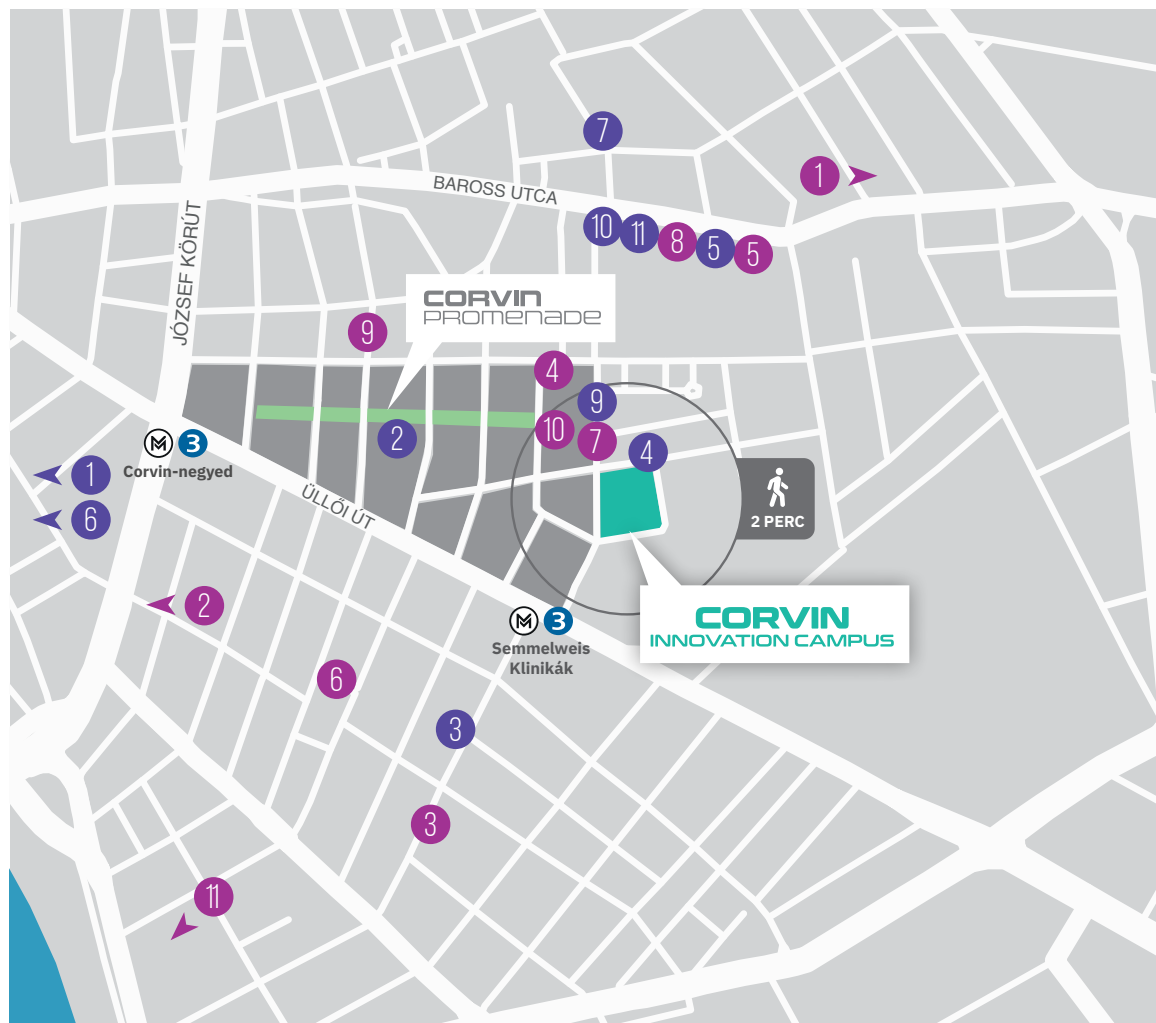 7
1
BAROSS UTCA
10
11
8
5
5
JÓZSEF KÖRÚT
CORVIN
PROMENADE
9
4
9
10
7
2
4
M 3
Corvin-negyed
1
6
ÜLLŐI ÚT
2 PERC
2
M 3
Semmelweis
Klinikák
CORVIN
INNOVATION CAMPUS
6
3
3
11